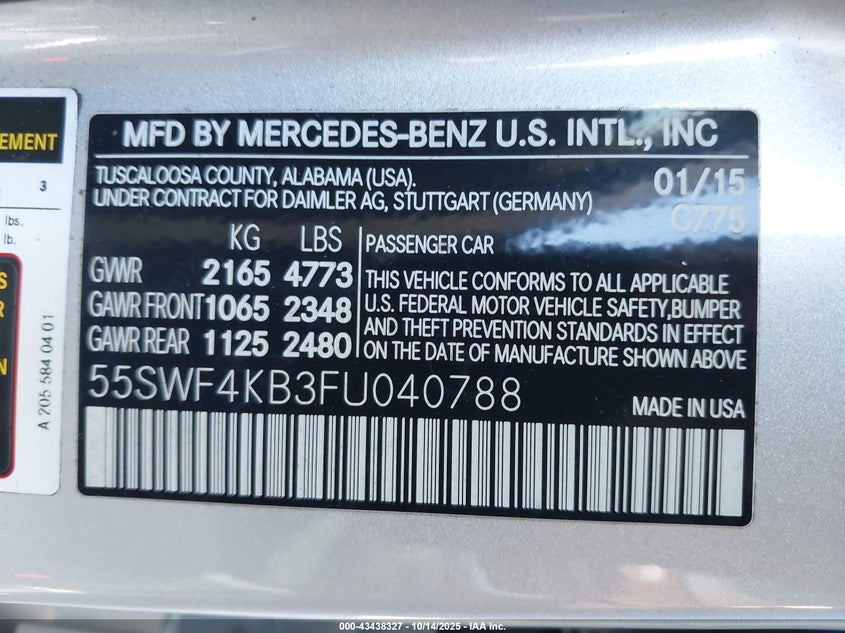 EMENT
3
lbs.
lb.
S
R
N
A 205 584 04 01
MFD BY MERCEDES-BENZ U.S. INTL., INC
TUSCALOOSA COUNTY, ALABAMA (USA).
UNDER CONTRACT FOR DAIMLER AG, STUTTGART (GERMANY)
01/15
C775
KG LBS
GVWR 2165 4773
GAWR FRONT 1065 2348
GAWR REAR 1125 2480
PASSENGER CAR
THIS VEHICLE CONFORMS TO ALL APPLICABLE
U.S. FEDERAL MOTOR VEHICLE SAFETY,BUMPER
AND THEFT PREVENTION STANDARDS IN EFFECT
ON THE DATE OF MANUFACTURE SHOWN ABOVE
55SWF4KB3FU040788
MADE IN USA
000-43438327 - 10/14/2025 - IAA Inc.